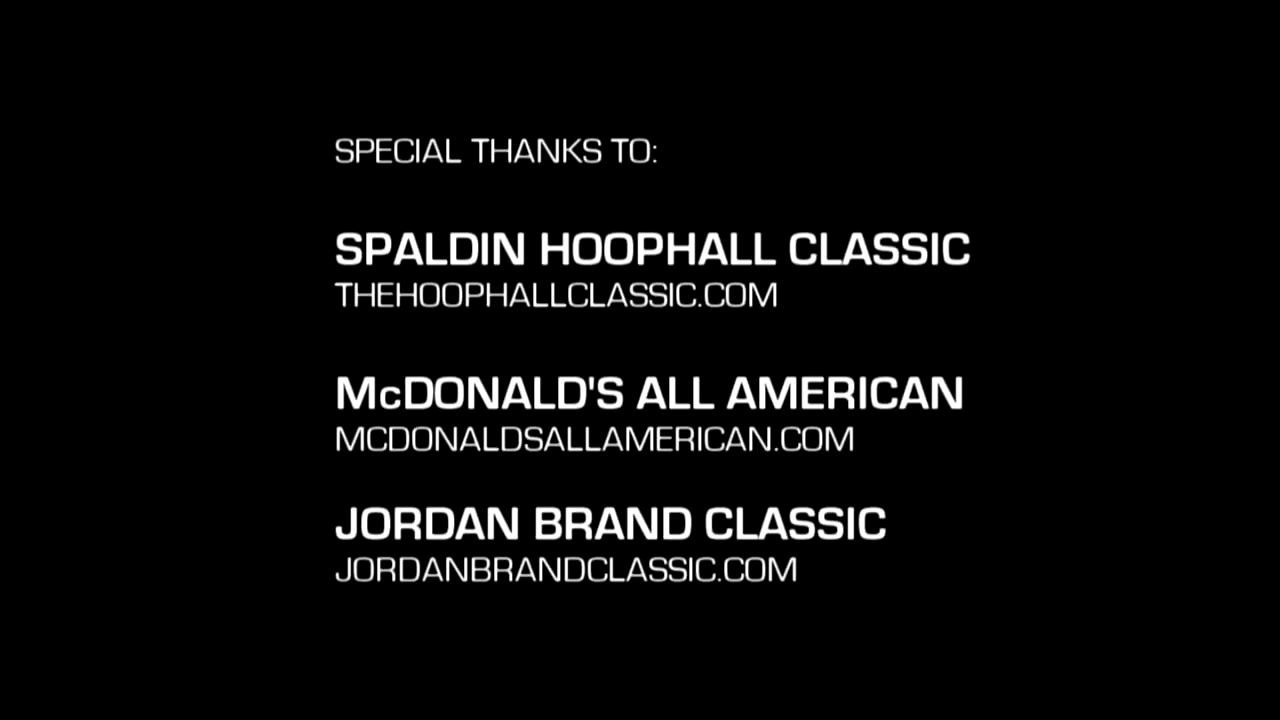 SPECIAL THANKS TO:
SPALDIN HOOPHALL CLASSIC
THEHOOPHALLCLASSIC.COM
McDONALD'S ALL AMERICAN
MCDONALDSALLAMERICAN.COM
JORDAN BRAND CLASSIC
JORDANBRANDCLASSIC.COM